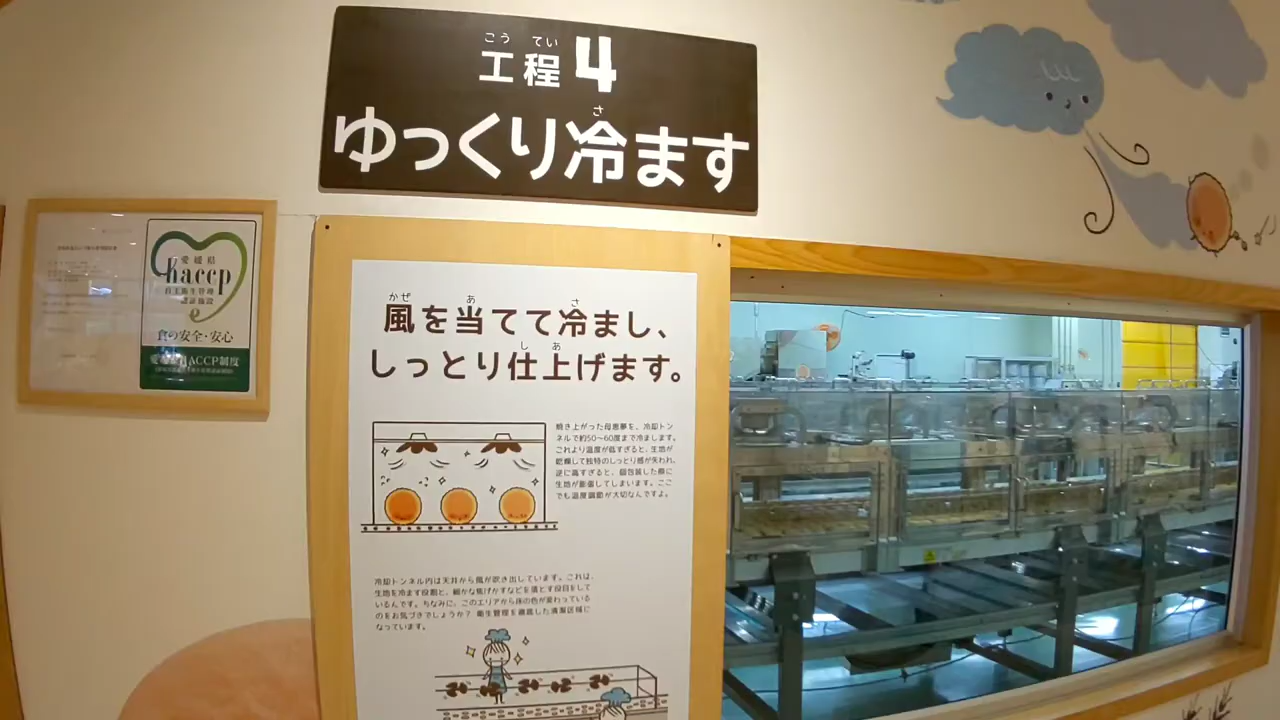 こう てい
工程4
さ
ゆっくり冷ます
愛媛県
haccp
自主衛生管理
認証施設
食の安全・安心
かぜ あ さ
風を当てて冷まし、
し あ
しっとり仕上げます。
焼き上がった母恵夢を、冷却トン
ネルで約50〜60度まで冷まします。
これより温度が低すぎると、生地が
乾燥して独特のしっとり感が失われ、
逆に高すぎると、個包装した際に
生地が膨張してしまいます。ここ
でも温度調節が大切なんですよ。
冷却トンネル内は天井から風が吹き出しています。これは、
生地を冷ます役割と、細かな焦げかすなどを落とす役目をして
いるんです。ちなみに、このエリアから床の色が変わっている
のをお気づきでしょうか? 衛生管理を徹底した清潔区域に
なっています。